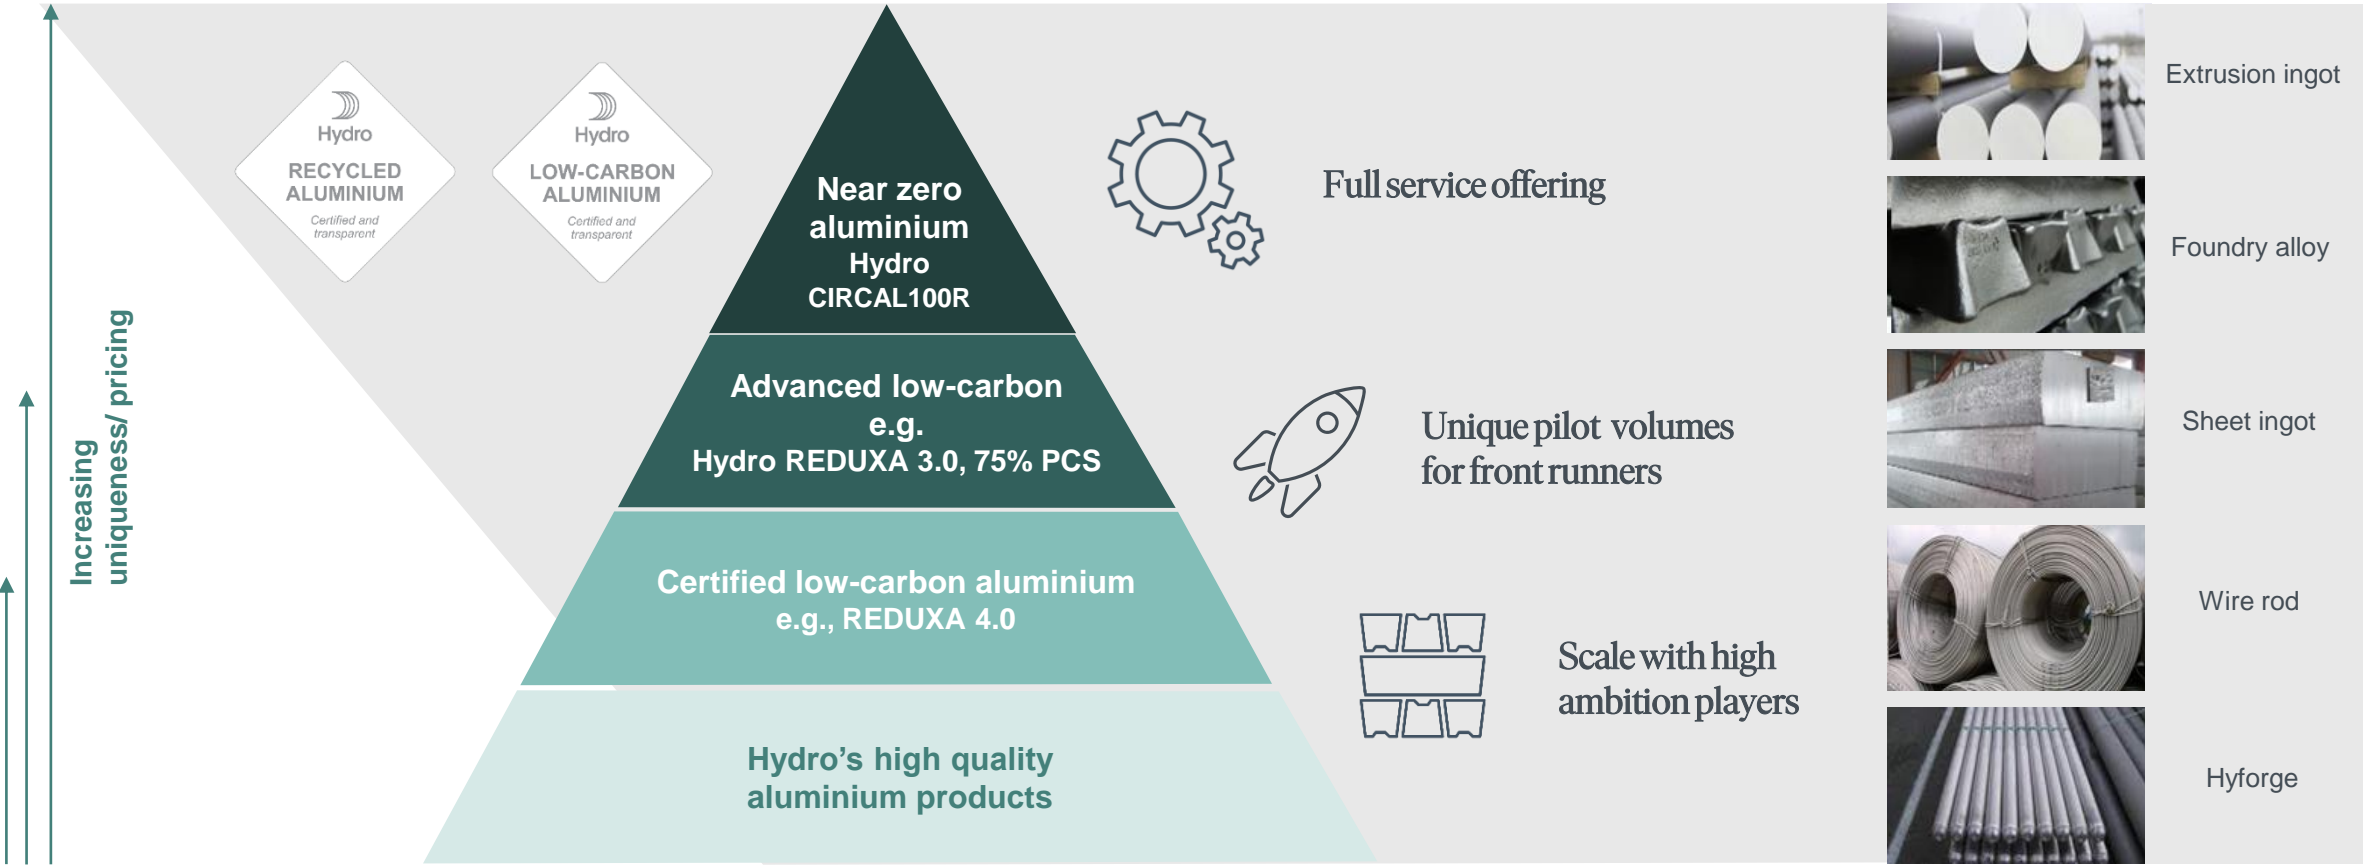 Increasing
uniqueness/ pricing
Hydro
RECYCLED
ALUMINIUM
Certified and
transparent
Hydro
LOW-CARBON
ALUMINIUM
Certified and
transparent
Near zero
aluminium
Hydro
CIRCAL100R
Advanced low-carbon
e.g.
Hydro REDUXA 3.0, 75% PCS
Certified low-carbon aluminium
e.g., REDUXA 4.0
Hydro’s high quality
aluminium products
Full service offering
Unique pilot volumes
for front runners
Scale with high
ambition players
Extrusion ingot
Foundry alloy
Sheet ingot
Wire rod
Hyforge